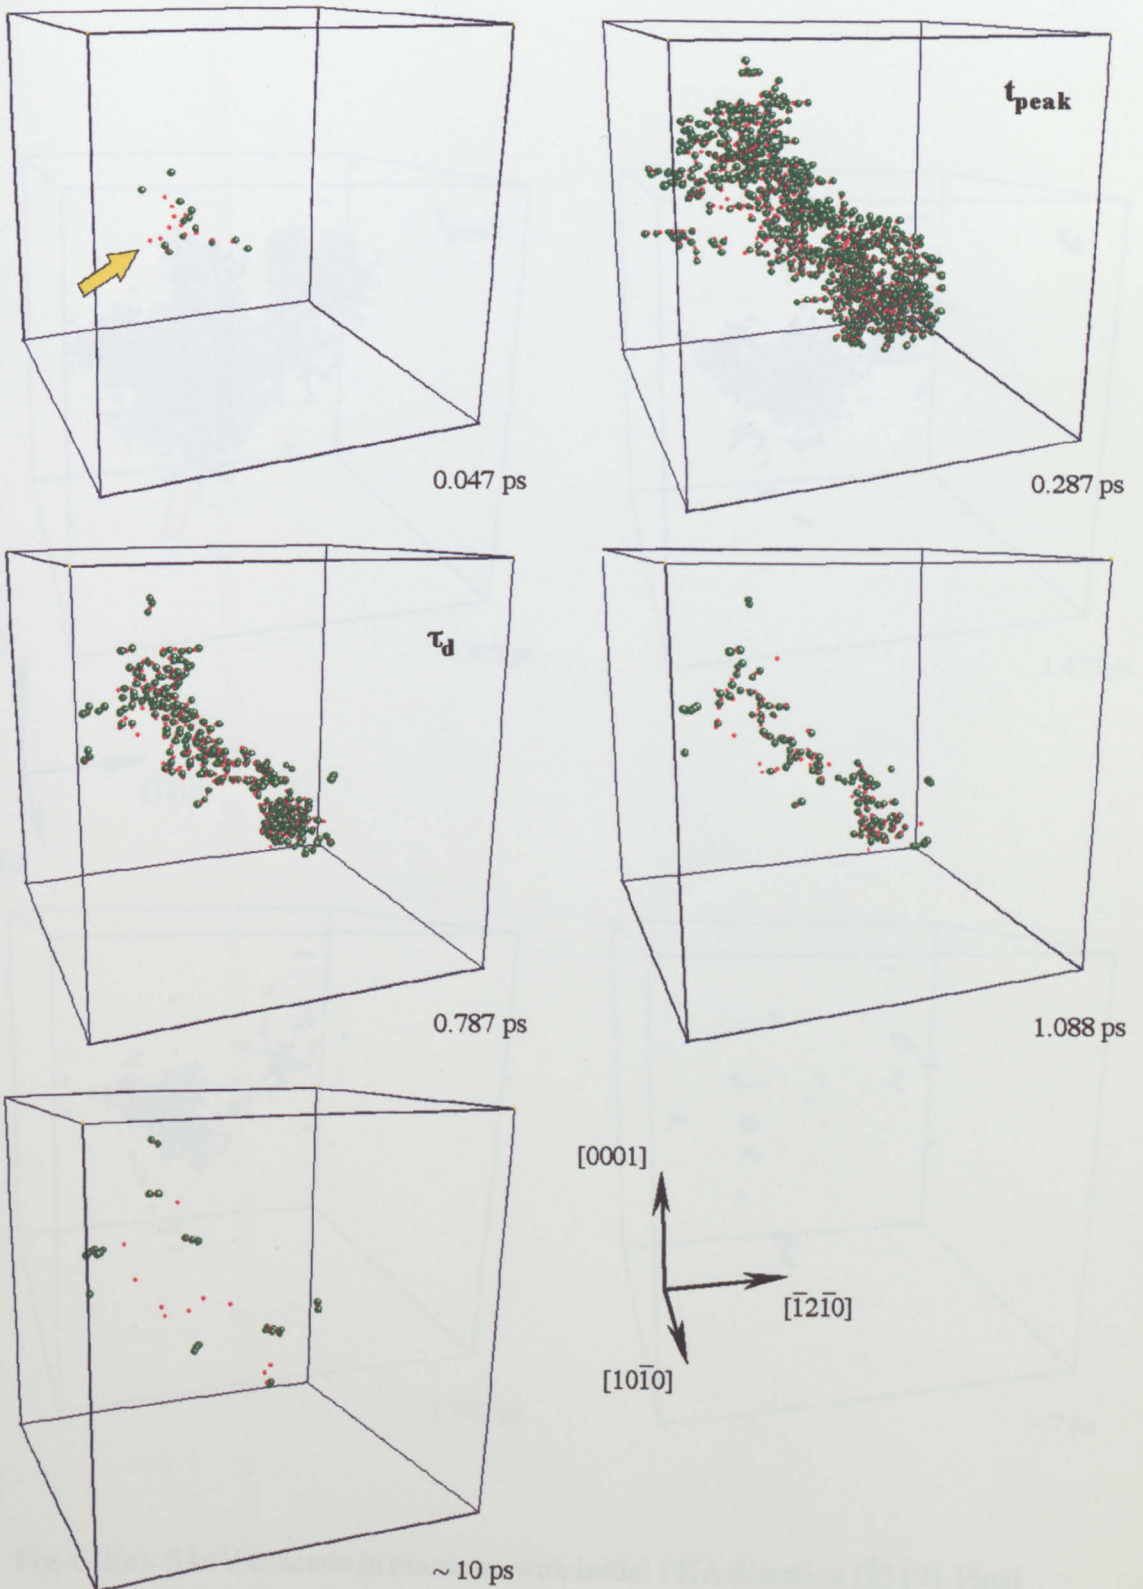 t_peak
0.047 ps
0.287 ps
τ_d
0.787 ps
1.088 ps
[0001]
[1̄21̄0]
[101̄0]
~ 10 ps